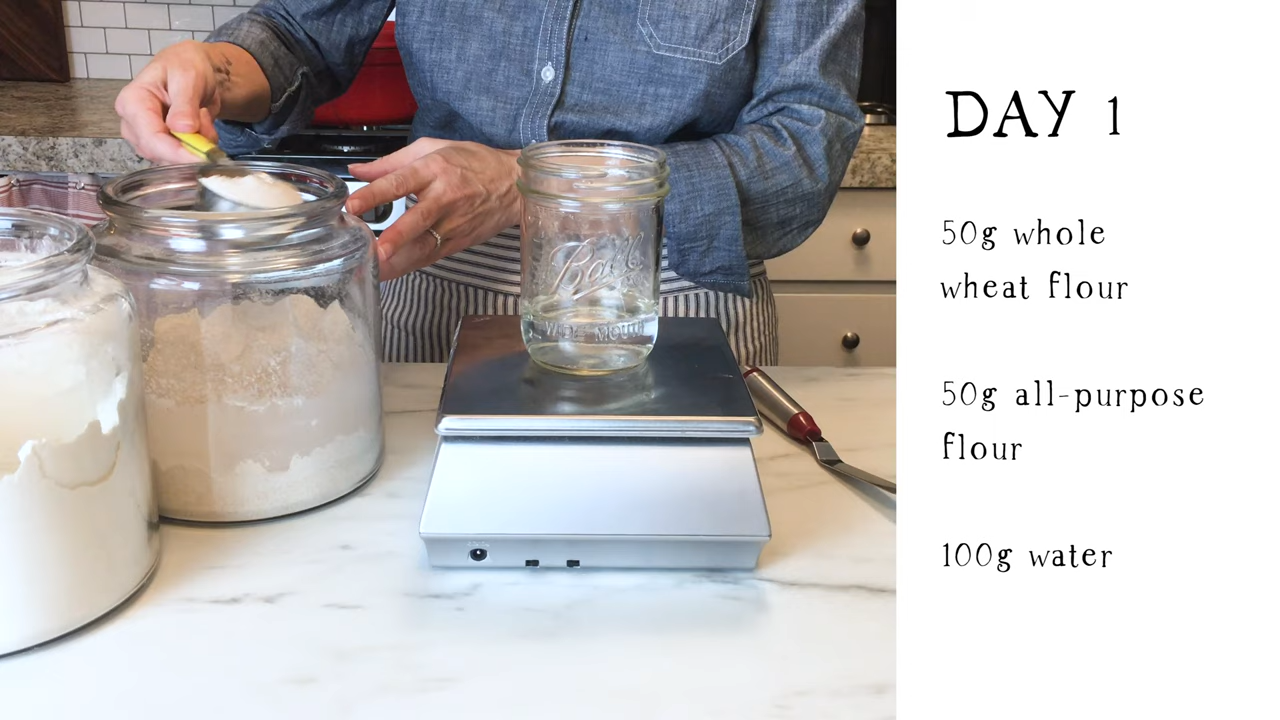 Ball
WIDE MOUTH
DAY 1
50g whole
wheat flour
50g all-purpose
flour
100g water